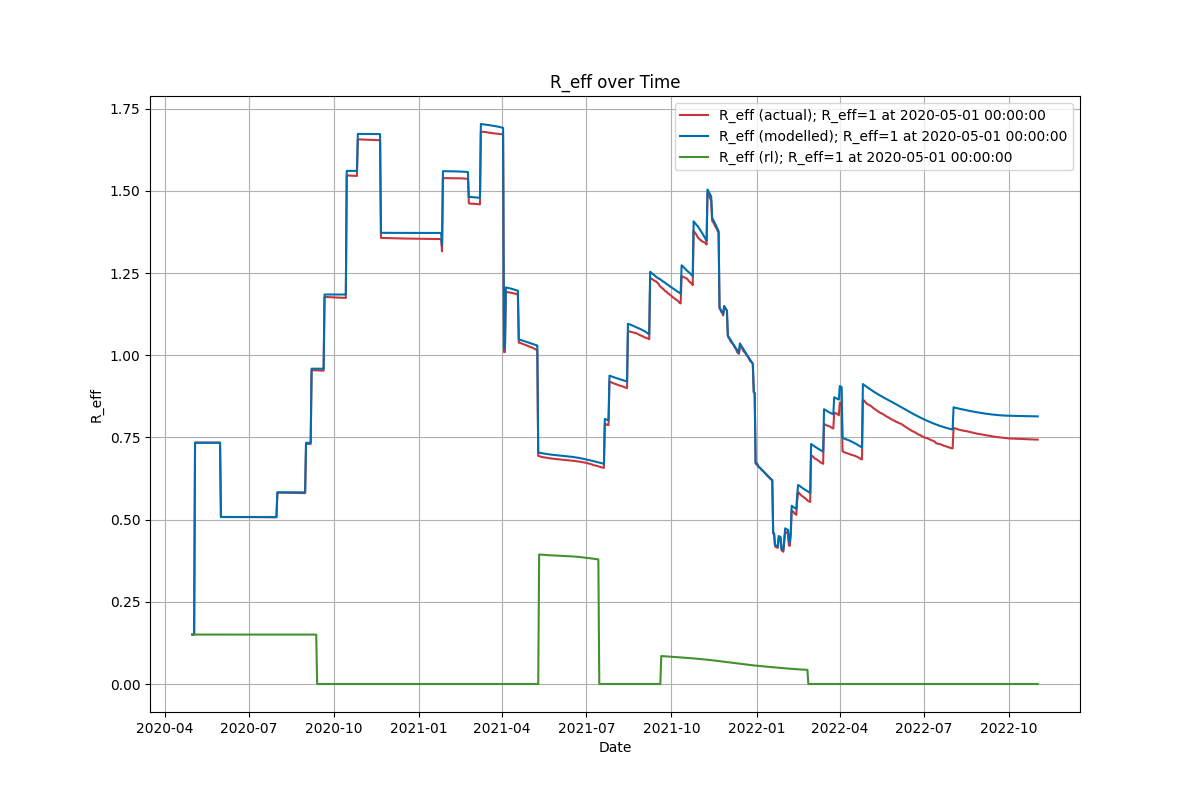 R_eff over Time
R_eff (actual); R_eff=1 at 2020-05-01 00:00:00
R_eff (modelled); R_eff=1 at 2020-05-01 00:00:00
R_eff (rl); R_eff=1 at 2020-05-01 00:00:00
1.75
1.50
1.25
1.00
0.75
0.50
0.25
0.00
R_eff
2020-04 2020-07 2020-10 2021-01 2021-04 2021-07 2021-10 2022-01 2022-04 2022-07 2022-10
Date